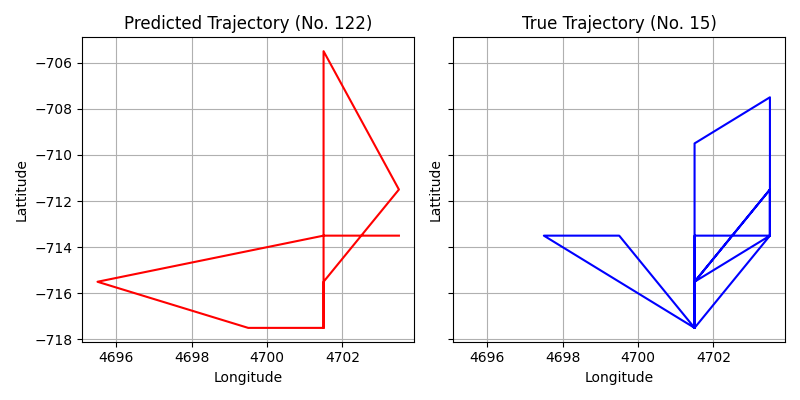 Predicted Trajectory (No. 122)
True Trajectory (No. 15)
−706
−708
−710
−712
−714
−716
−718
Lattitude
Lattitude
4696 4698 4700 4702
4696 4698 4700 4702
Longitude
Longitude